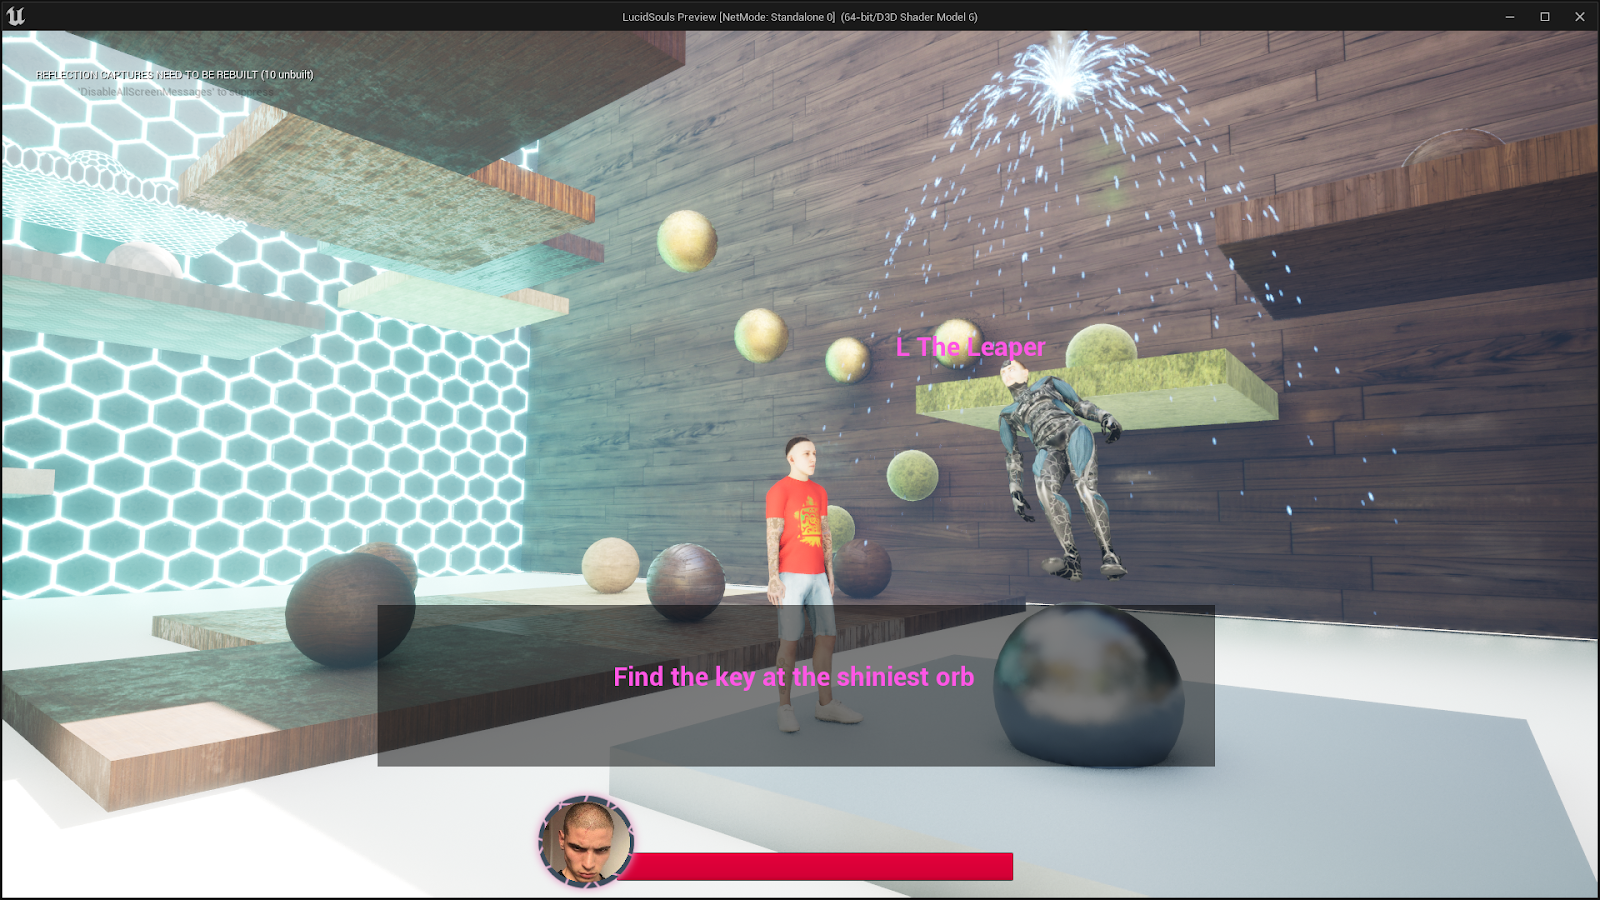 LucidSouls Preview [NetMode: Standalone 0] (64-bit/D3D Shader Model 6)
REFLECTION CAPTURES NEED TO BE REBUILT (10 unbuilt)
'DisableAllScreenMessages' to suppress
L The Leaper
Find the key at the shiniest orb